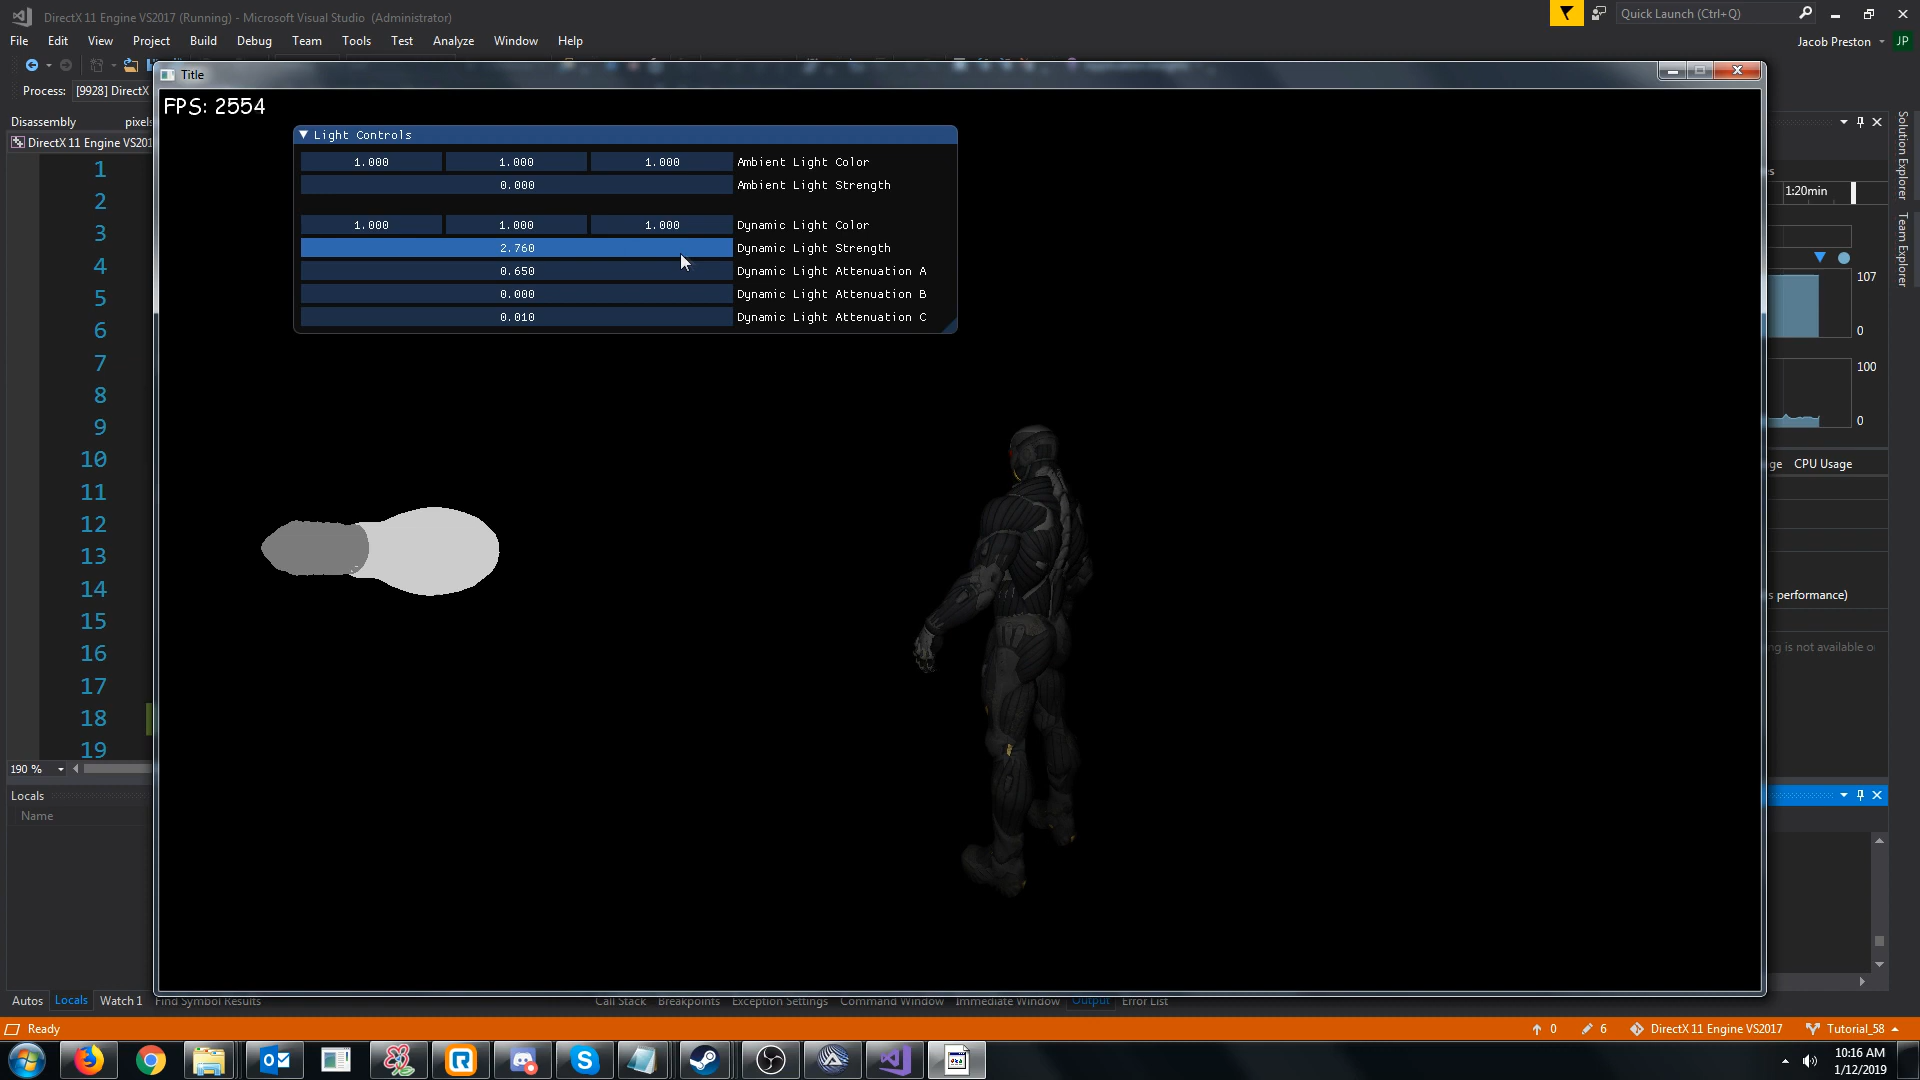 DirectX 11 Engine VS2017 (Running) - Microsoft Visual Studio (Administrator)
Quick Launch (Ctrl+Q)
File Edit View Project Build Debug Team Tools Test Analyze Window Help
Jacob Preston JP
Title
Process: [9928] DirectX
FPS: 2554
Disassembly pixels
DirectX 11 Engine VS201
Light Controls
1.000 1.000 1.000 Ambient Light Color
0.000 Ambient Light Strength
1.000 1.000 1.000 Dynamic Light Color
2.760 Dynamic Light Strength
0.650 Dynamic Light Attenuation A
0.000 Dynamic Light Attenuation B
0.010 Dynamic Light Attenuation C
1
2
3
4
5
6
7
8
9
10
11
12
13
14
15
16
17
18
19
Solution Explorer
Team Explorer
1:20min
107
0
100
0
CPU Usage
s performance)
ng is not available o
190 %
Locals
Name
Autos Locals Watch 1 Find Symbol Results Call Stack Breakpoints Exception Settings Command Window Immediate Window Output Error List
Ready 0 6 DirectX 11 Engine VS2017 Tutorial_58
10:16 AM
1/12/2019